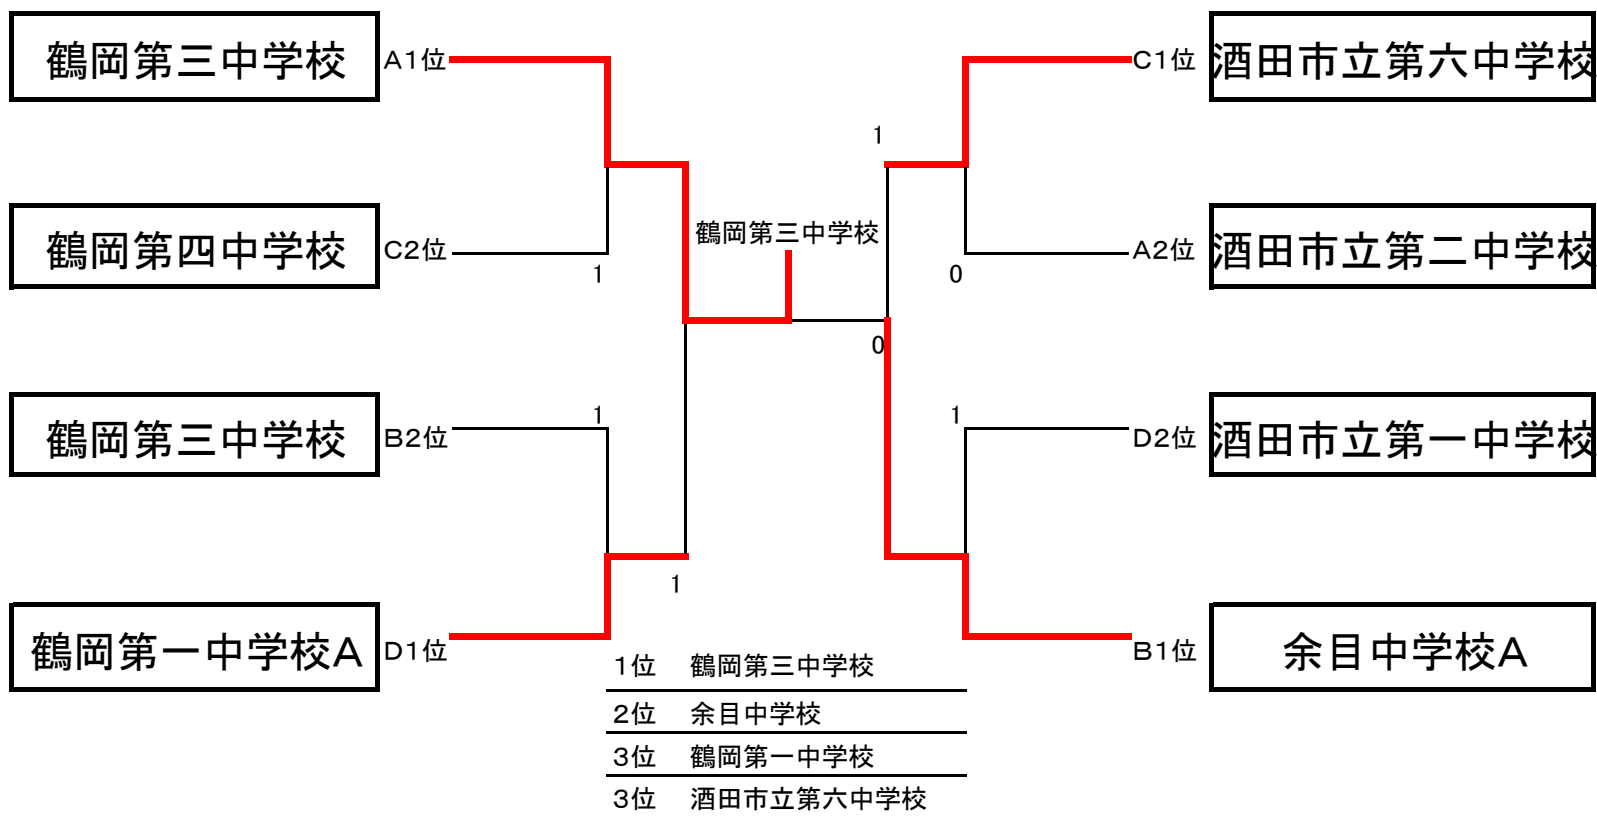 鶴岡第三中学校 A1位
C1位 酒田市立第六中学校
1
鶴岡第四中学校 C2位
1
鶴岡第三中学校
A2位 酒田市立第二中学校
0
0
鶴岡第三中学校 B2位
1
1
D2位 酒田市立第一中学校
鶴岡第一中学校A D1位
1
B1位 余目中学校A
1位 鶴岡第三中学校
2位 余目中学校
3位 鶴岡第一中学校
3位 酒田市立第六中学校